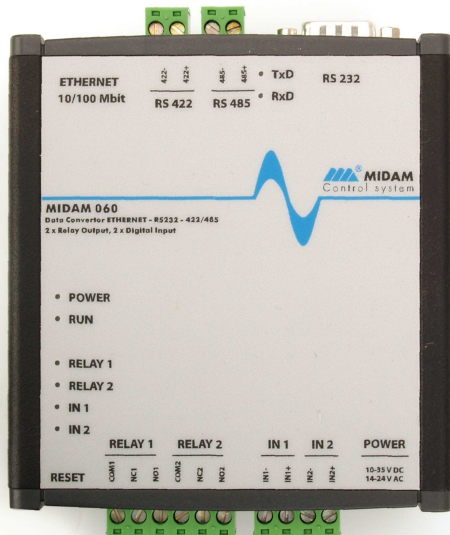 ETHERNET
10/100 Mbit
422-
422+
RS 422
485-
485+
RS 485
TxD
RxD
RS 232
MIDAM®
Control system
MIDAM 060
Data Convertor ETHERNET - RS232 - 422/485
2 x Relay Output, 2 x Digital Input
POWER
RUN
RELAY 1
RELAY 2
IN 1
IN 2
RELAY 1 RELAY 2 IN 1 IN 2 POWER
RESET
COM1
NC1
NO1
COM2
NC2
NO2
IN1-
IN1+
IN2-
IN2+
10-35 V DC
14-24 V AC